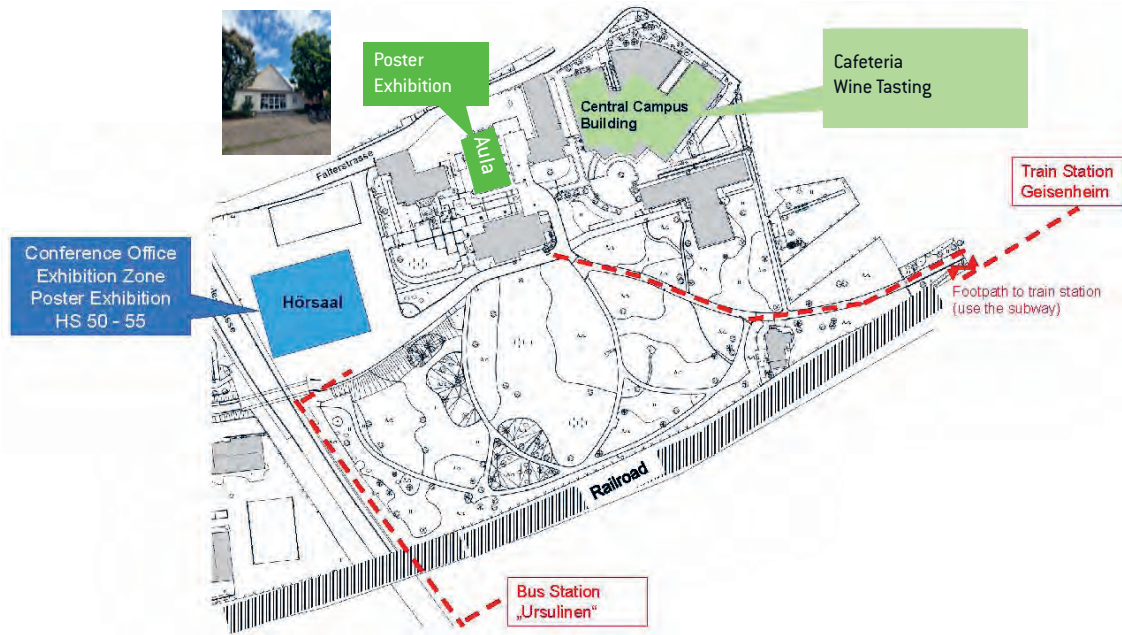 Poster
Exhibition
Cafeteria
Wine Tasting
Central Campus
Building
Aula
Falterstrasse
Train Station
Geisenheim
Conference Office
Exhibition Zone
Poster Exhibition
HS 50 - 55
Hörsaal
Footpath to train station
(use the subway)
Railroad
Bus Station
„Ursulinen“